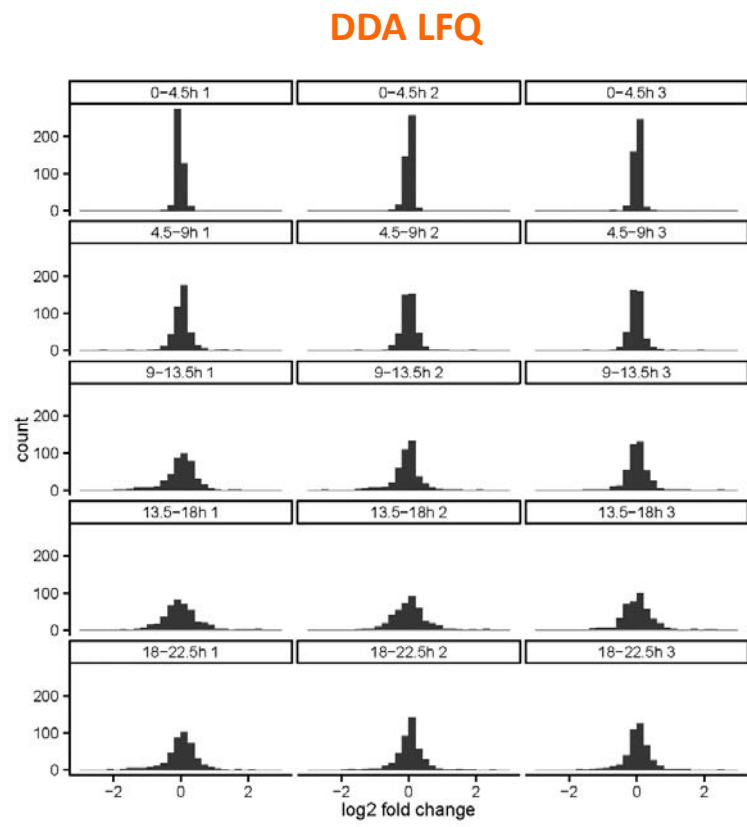 DDA LFQ
0−4.5h 1
0−4.5h 2
0−4.5h 3
200
100
0
4.5−9h 1
4.5−9h 2
4.5−9h 3
200
100
0
9−13.5h 1
9−13.5h 2
9−13.5h 3
200
100
0
count
13.5−18h 1
13.5−18h 2
13.5−18h 3
200
100
0
18−22.5h 1
18−22.5h 2
18−22.5h 3
200
100
0
−2 0 2 −2 0 2 −2 0 2
log2 fold change